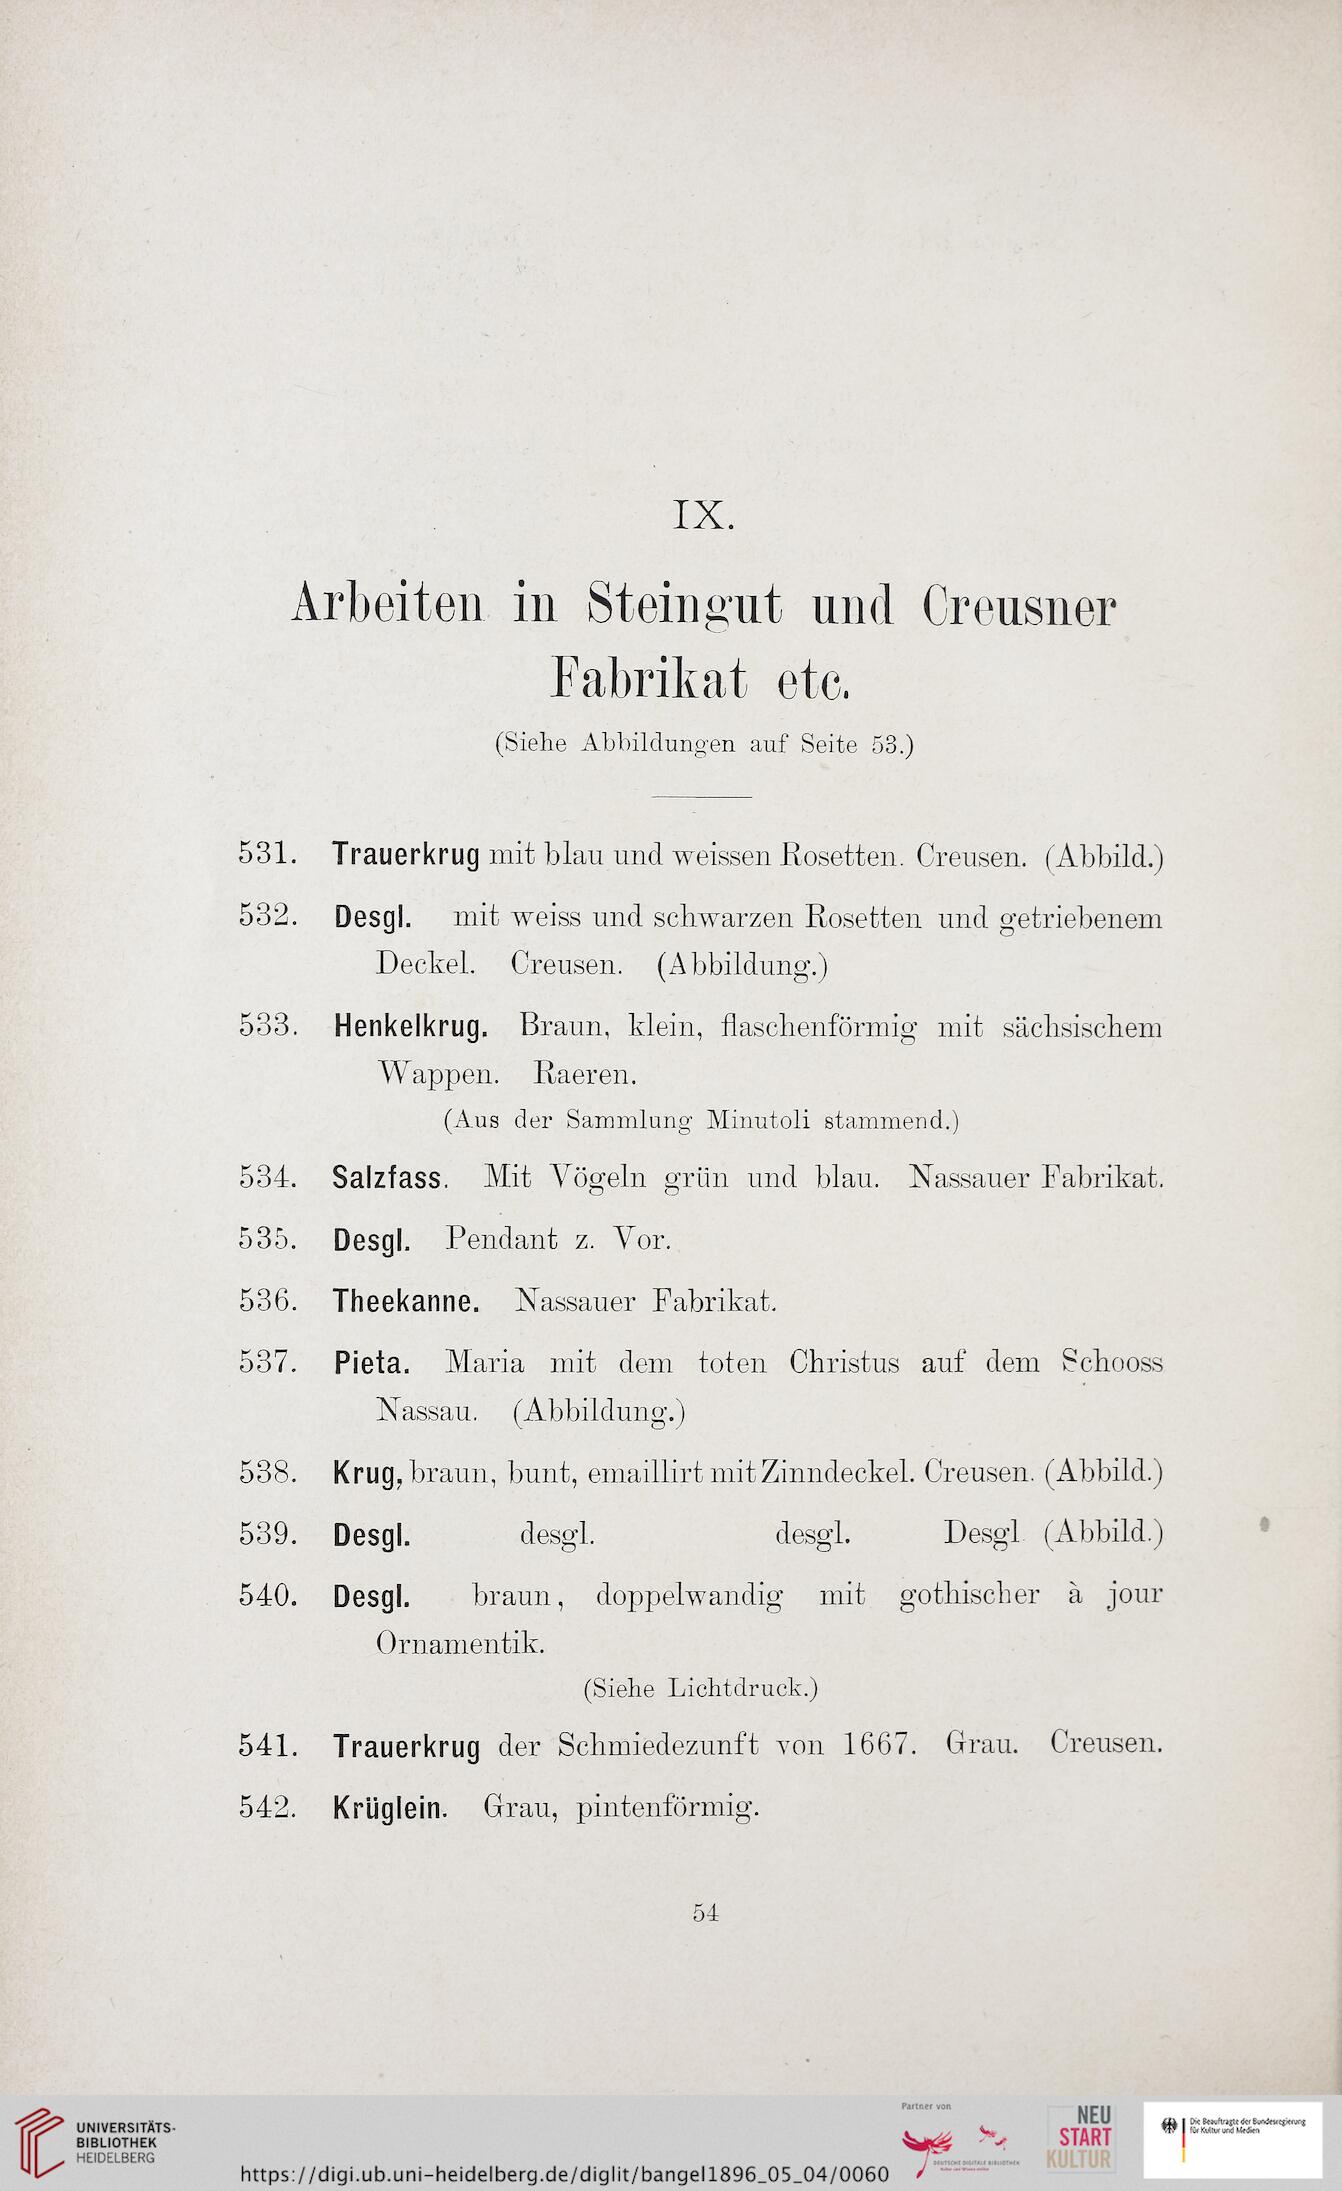 IX.
Arbeiten in Steingut und Creusner
Fabrikat etc.
(Siehe Abbildungen auf Seite 53.)
531. Trauerkrug mit blau und weissen Rosetten. Creusen. (Abbild.)
532. Desgl. mit weiss und schwarzen Rosetten und getriebenem
Deckel. Creusen. (Abbildung.)
533. Henkelkrug. Braun, klein, flaschenförmig mit sächsischem
Wappen. Raeren.
(Aus der Sammlung Minutoli stammend.)
534. Salzfass. Mit Vögeln grün und blau. Nassauer Fabrikat.
535. Desgl. Pendant z. Vor.
536. Theekanne. Nassauer Fabrikat.
537. Pieta. Maria mit dem toten Christus auf dem Schooss
Nassau. (Abbildung.)
538. Krug, braun, bunt, emaillirt mit Zinndeckel. Creusen. (Abbild.)
539. Desgl. desgl. desgl. Desgl (Abbild.)
540. Desgl. braun, doppelwandig mit gothischer à jour
Ornamentik.
(Siehe Lichtdruck.)
541. Trauerkrug der Schmiedezunft von 1667. Grau. Creusen.
542. Krüglein. Grau, pintenförmig.
54
UNIVERSITÄTS-
BIBLIOTHEK
HEIDELBERG
https://digi.ub.uni-heidelberg.de/diglit/bangel1896_05_04/0060
Partner von
DEUTSCHE DIGITALE BIBLIOTHEK
Kultur und Wissen online
NEU
START
KULTUR
Die Beauftragte der Bundesregierung
für Kultur und Medien